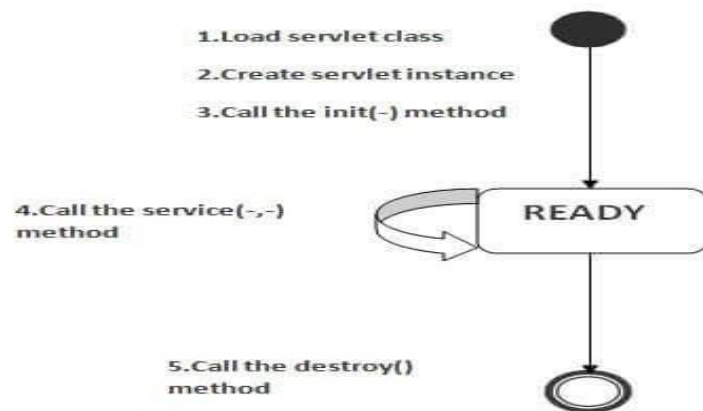 1.Load servlet class
2.Create servlet instance
3.Call the init(-) method
4.Call the service(-,-)
method
READY
5.Call the destroy()
method